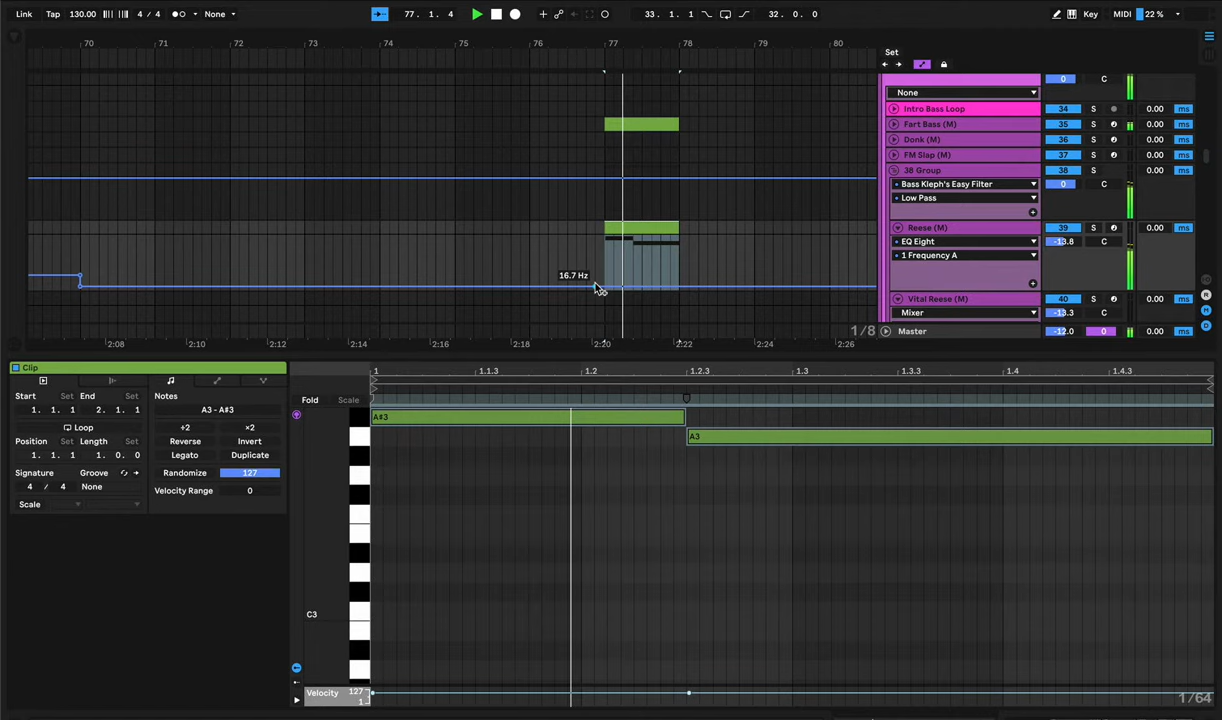 Link Tap 130.00 4 / 4 None 77. 1. 4 33. 1. 1 32. 0. 0 Key MIDI 22 %
70 71 72 73 74 75 76 77 78 79 80
Set
0 C
None
Intro Bass Loop 34 S 0.00 ms
Fart Bass (M) 35 S 0.00 ms
Donk (M) 36 S 0.00 ms
FM Slap (M) 37 S 0.00 ms
38 Group 38 S 0.00 ms
Bass Kleph's Easy Filter 0 C
Low Pass
Reese (M) 39 S 0.00 ms
EQ Eight -13.8 C
1 Frequency A
16.7 Hz
Vital Reese (M) 40 S 0.00 ms
Mixer -13.3 C
1/8 Master -12.0 0 0.00 ms
2:08 2:10 2:12 2:14 2:16 2:18 2:20 2:22 2:24 2:26
Clip
1 1.1.3 1.2 1.2.3 1.3 1.3.3 1.4 1.4.3
Start Set End Set Notes
1. 1. 1 2. 1. 1 A3 - A#3
Fold Scale
Loop ÷2 ×2
Position Set Length Set Reverse Invert
1. 1. 1 1. 0. 0 Legato Duplicate
Signature Groove Randomize 127
4 / 4 None Velocity Range 0
Scale
A#3
A3
C3
Velocity 127
1
1/64